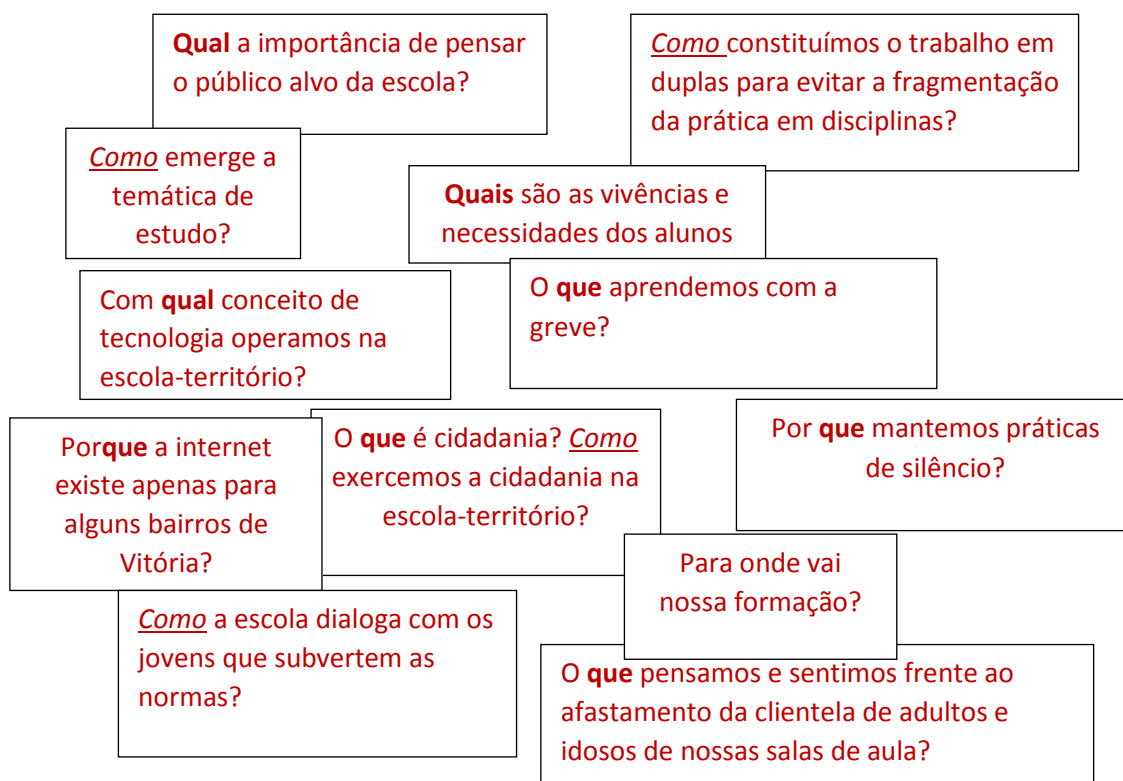 Qual a importância de pensar
o público alvo da escola?
Como constituímos o trabalho em
duplas para evitar a fragmentação
da prática em disciplinas?
Como emerge a
temática de
estudo?
Quais são as vivências e
necessidades dos alunos
Com qual conceito de
tecnologia operamos na
escola-território?
O que aprendemos com a
greve?
Porque a internet
existe apenas para
alguns bairros de
Vitória?
O que é cidadania? Como
exercemos a cidadania na
escola-território?
Por que mantemos práticas
de silêncio?
Para onde vai
nossa formação?
Como a escola dialoga com os
jovens que subvertem as
normas?
O que pensamos e sentimos frente ao
afastamento da clientela de adultos e
idosos de nossas salas de aula?